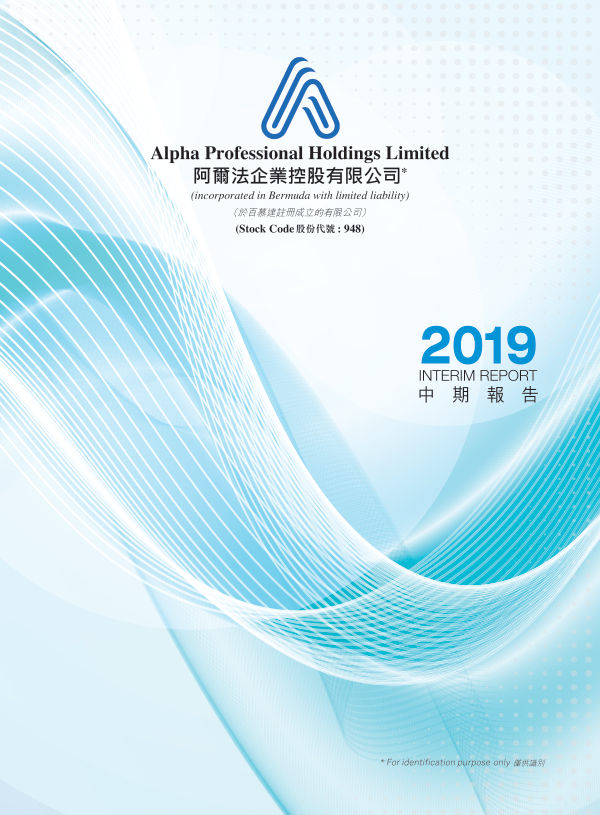 Alpha Professional Holdings Limited
阿爾法企業控股有限公司*
(incorporated in Bermuda with limited liability)
（於百慕達註冊成立的有限公司）
(Stock Code 股份代號 : 948)
2019
INTERIM REPORT
中期報告
* For identification purpose only 僅供識別